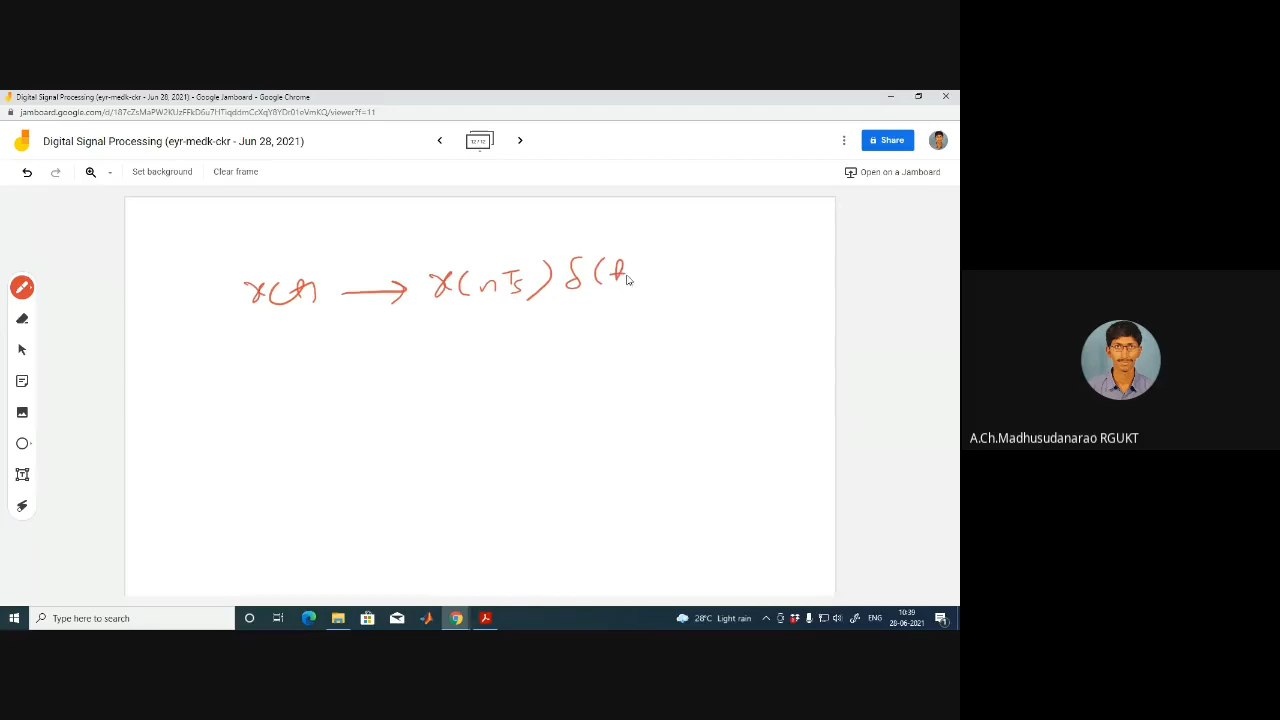 Digital Signal Processing (eyr-medk-ckr - Jun 28, 2021) - Google Jamboard - Google Chrome
Digital Signal Processing (eyr-medk-ckr - Jun 28, 2021)
12 / 12
Share
Set background
Clear frame
Open on a Jamboard
x(t) → x(nTs) δ(t
A.Ch.Madhusudanarao RGUKT
Type here to search
28°C Light rain
ENG
10:39
28-06-2021